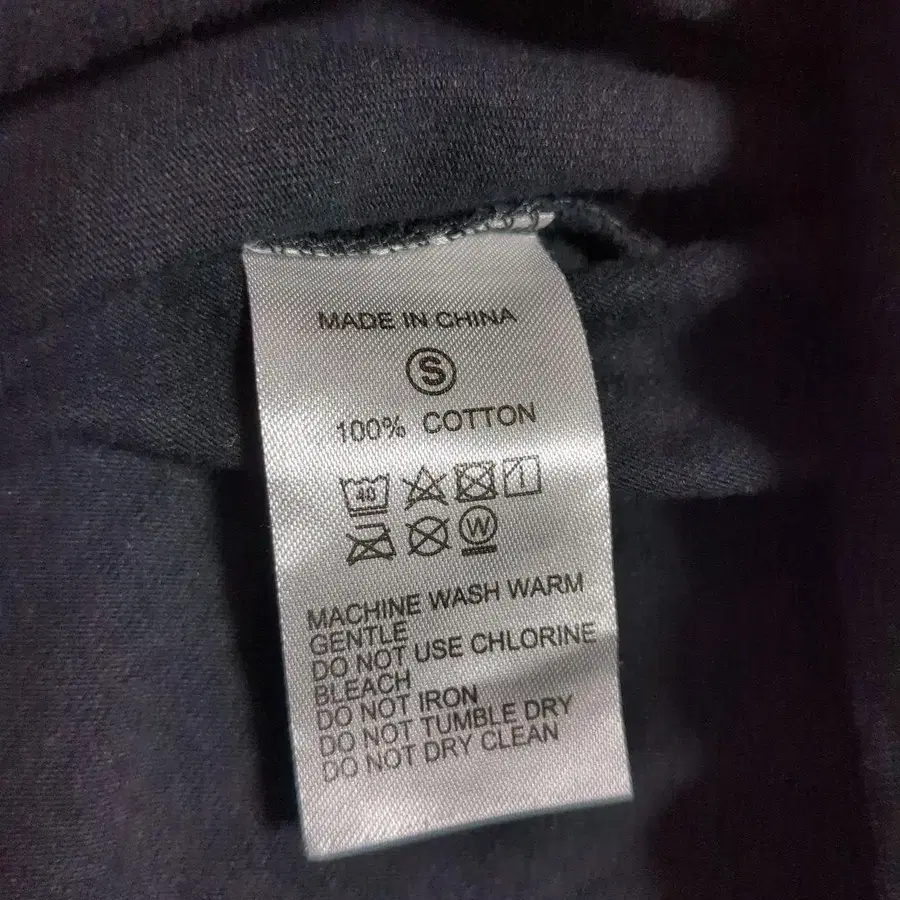 MADE IN CHINA
S
100% COTTON
40
W
MACHINE WASH WARM
GENTLE
DO NOT USE CHLORINE
BLEACH
DO NOT IRON
DO NOT TUMBLE DRY
DO NOT DRY CLEAN